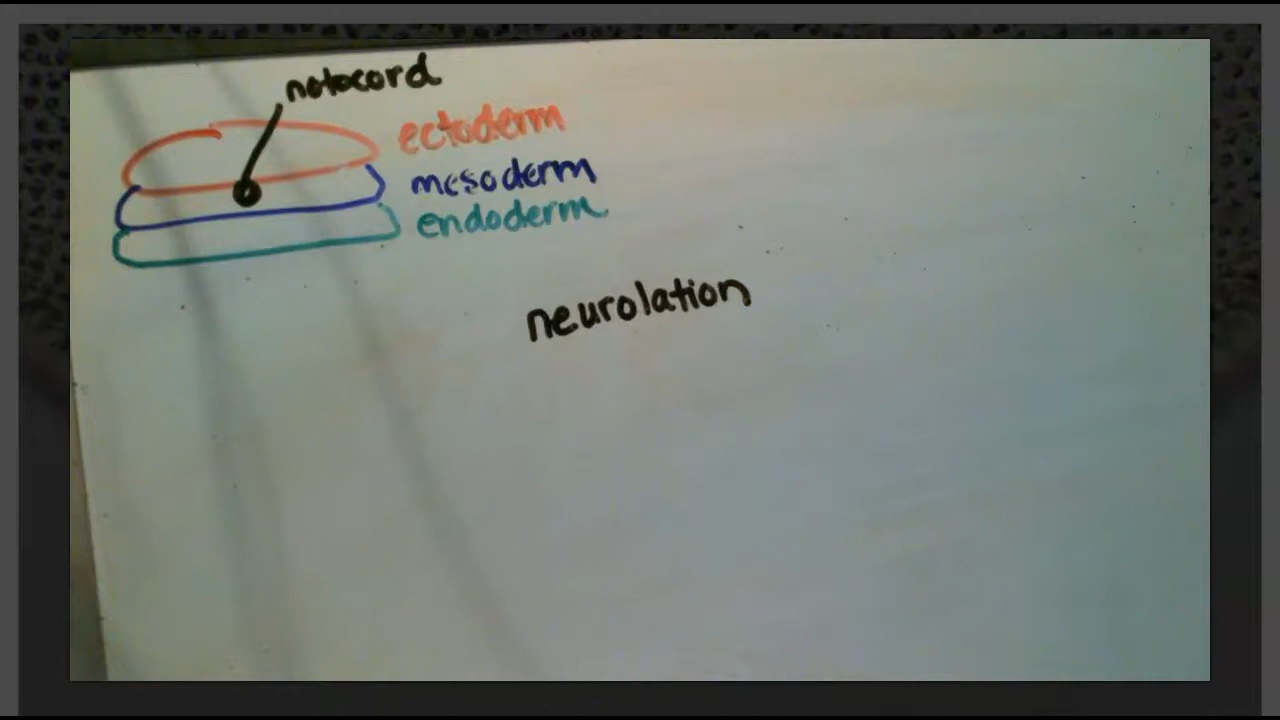 notocord
ectoderm
mesoderm
endoderm
neurolation